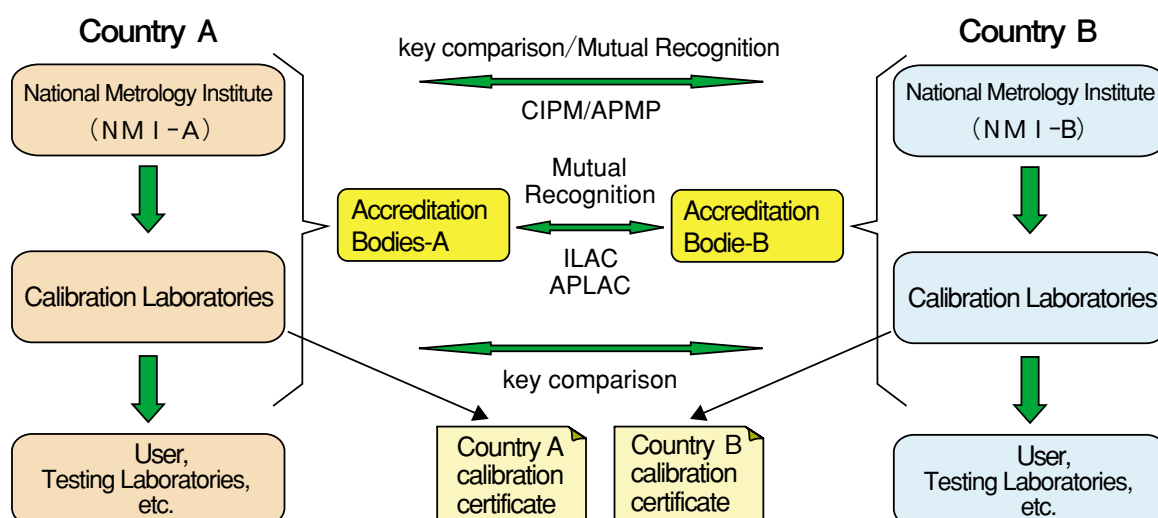 Country A
National Metrology Institute
（ＮＭＩ-Ａ）
Calibration Laboratories
User,
Testing Laboratories,
etc.
key comparison/Mutual Recognition
CIPM/APMP
Mutual
Recognition
Accreditation
Bodies-A
Accreditation
Bodie-B
ILAC
APLAC
key comparison
Country A
calibration
certificate
Country B
calibration
certificate
Country B
National Metrology Institute
（ＮＭＩ-B）
Calibration Laboratories
User,
Testing Laboratories,
etc.